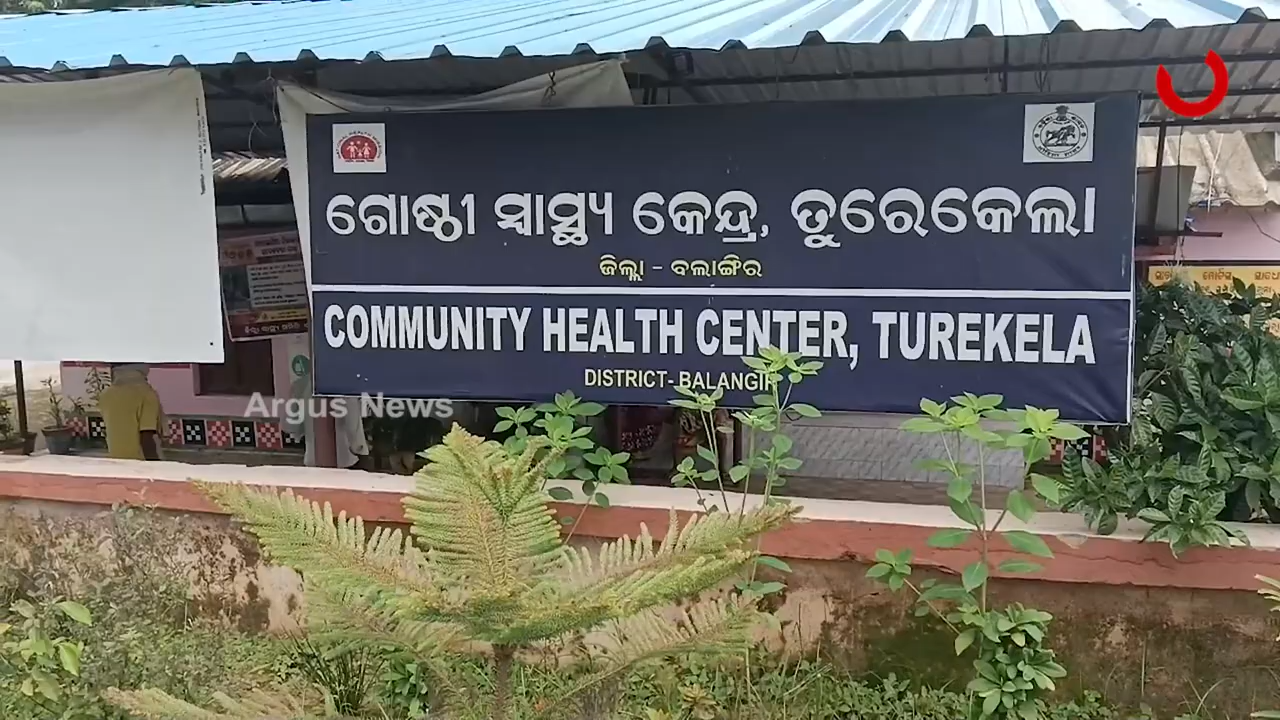 ଗୋଷ୍ଠୀ ସ୍ୱାସ୍ଥ୍ୟ କେନ୍ଦ୍ର, ତୁରେକେଲା
ଜିଲ୍ଲା - ବଲାଙ୍ଗିର
COMMUNITY HEALTH CENTER, TUREKELA
DISTRICT- BALANGIR
Argus News